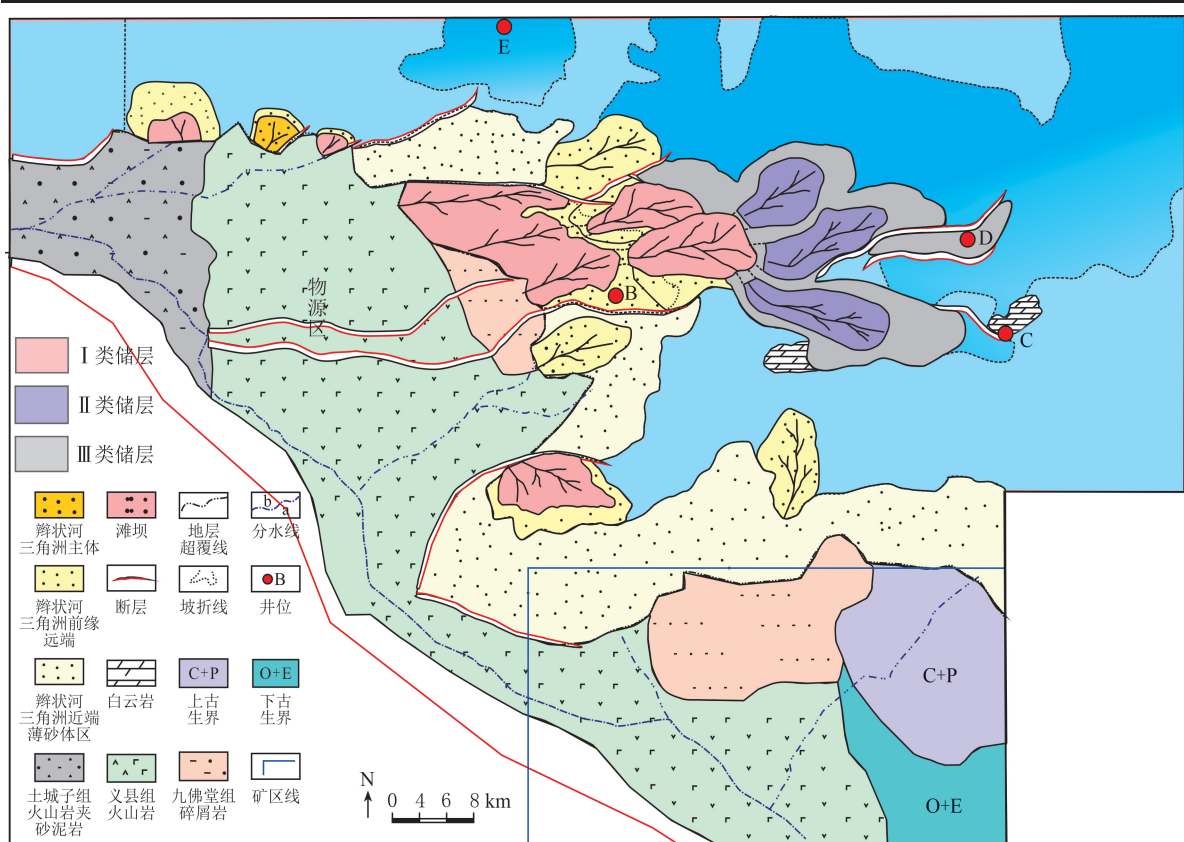 E
D
B
C
物
源
区
Ⅰ类储层
Ⅱ类储层
Ⅲ类储层
辫状河
三角洲主体
滩坝
地层
超覆线
b
a
分水线
辫状河
三角洲前缘
远端
断层
坡折线
B
井位
辫状河
三角洲近端
薄砂体区
白云岩
C+P
上古
生界
O+E
下古
生界
土城子组
火山岩夹
砂泥岩
义县组
火山岩
九佛堂组
碎屑岩
矿区线
N
0 4 6 8 km
C+P
O+E